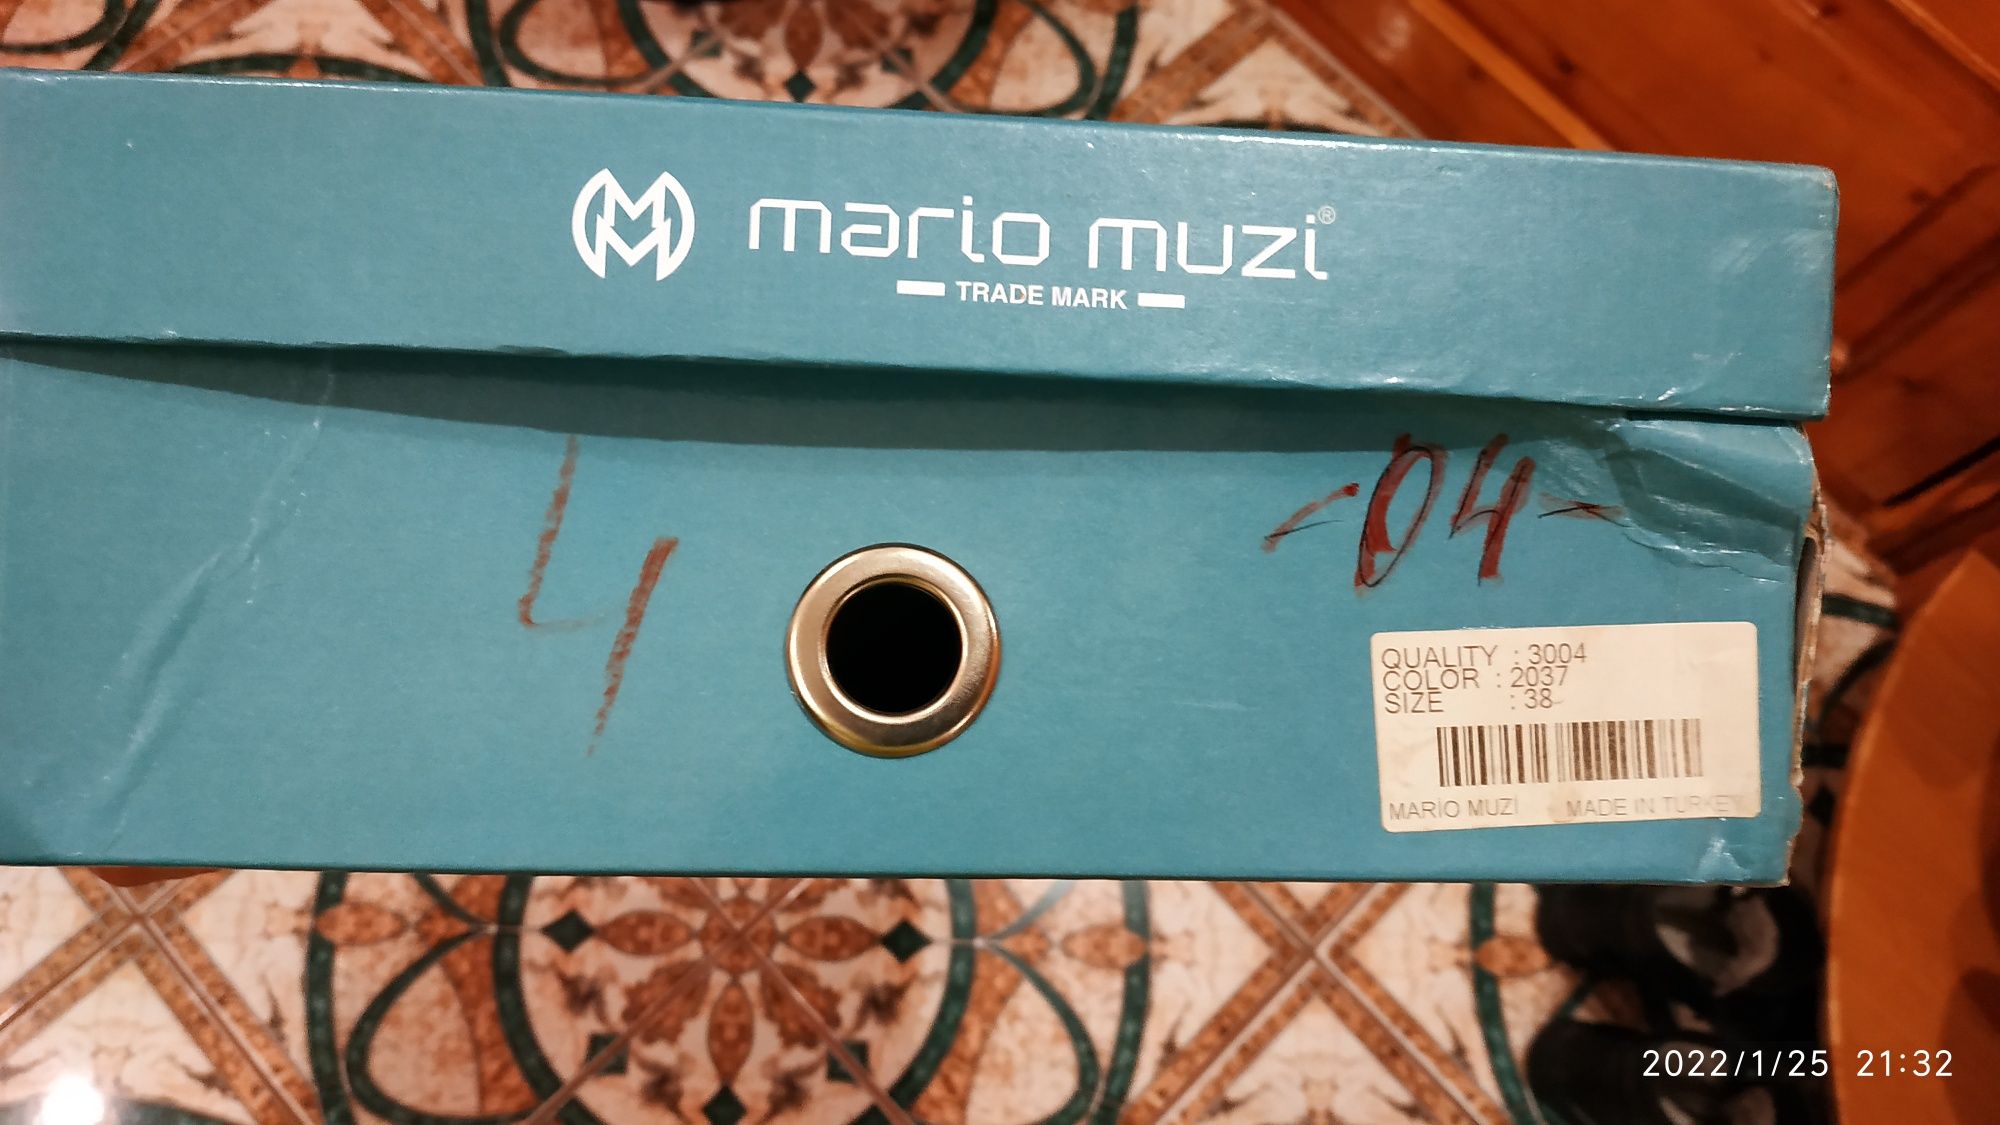 mario muzi®
TRADE MARK
4
-04-
QUALITY : 3004
COLOR : 2037
SIZE : 38
MARİO MUZİ MADE IN TURKEY
2022/1/25 21:32